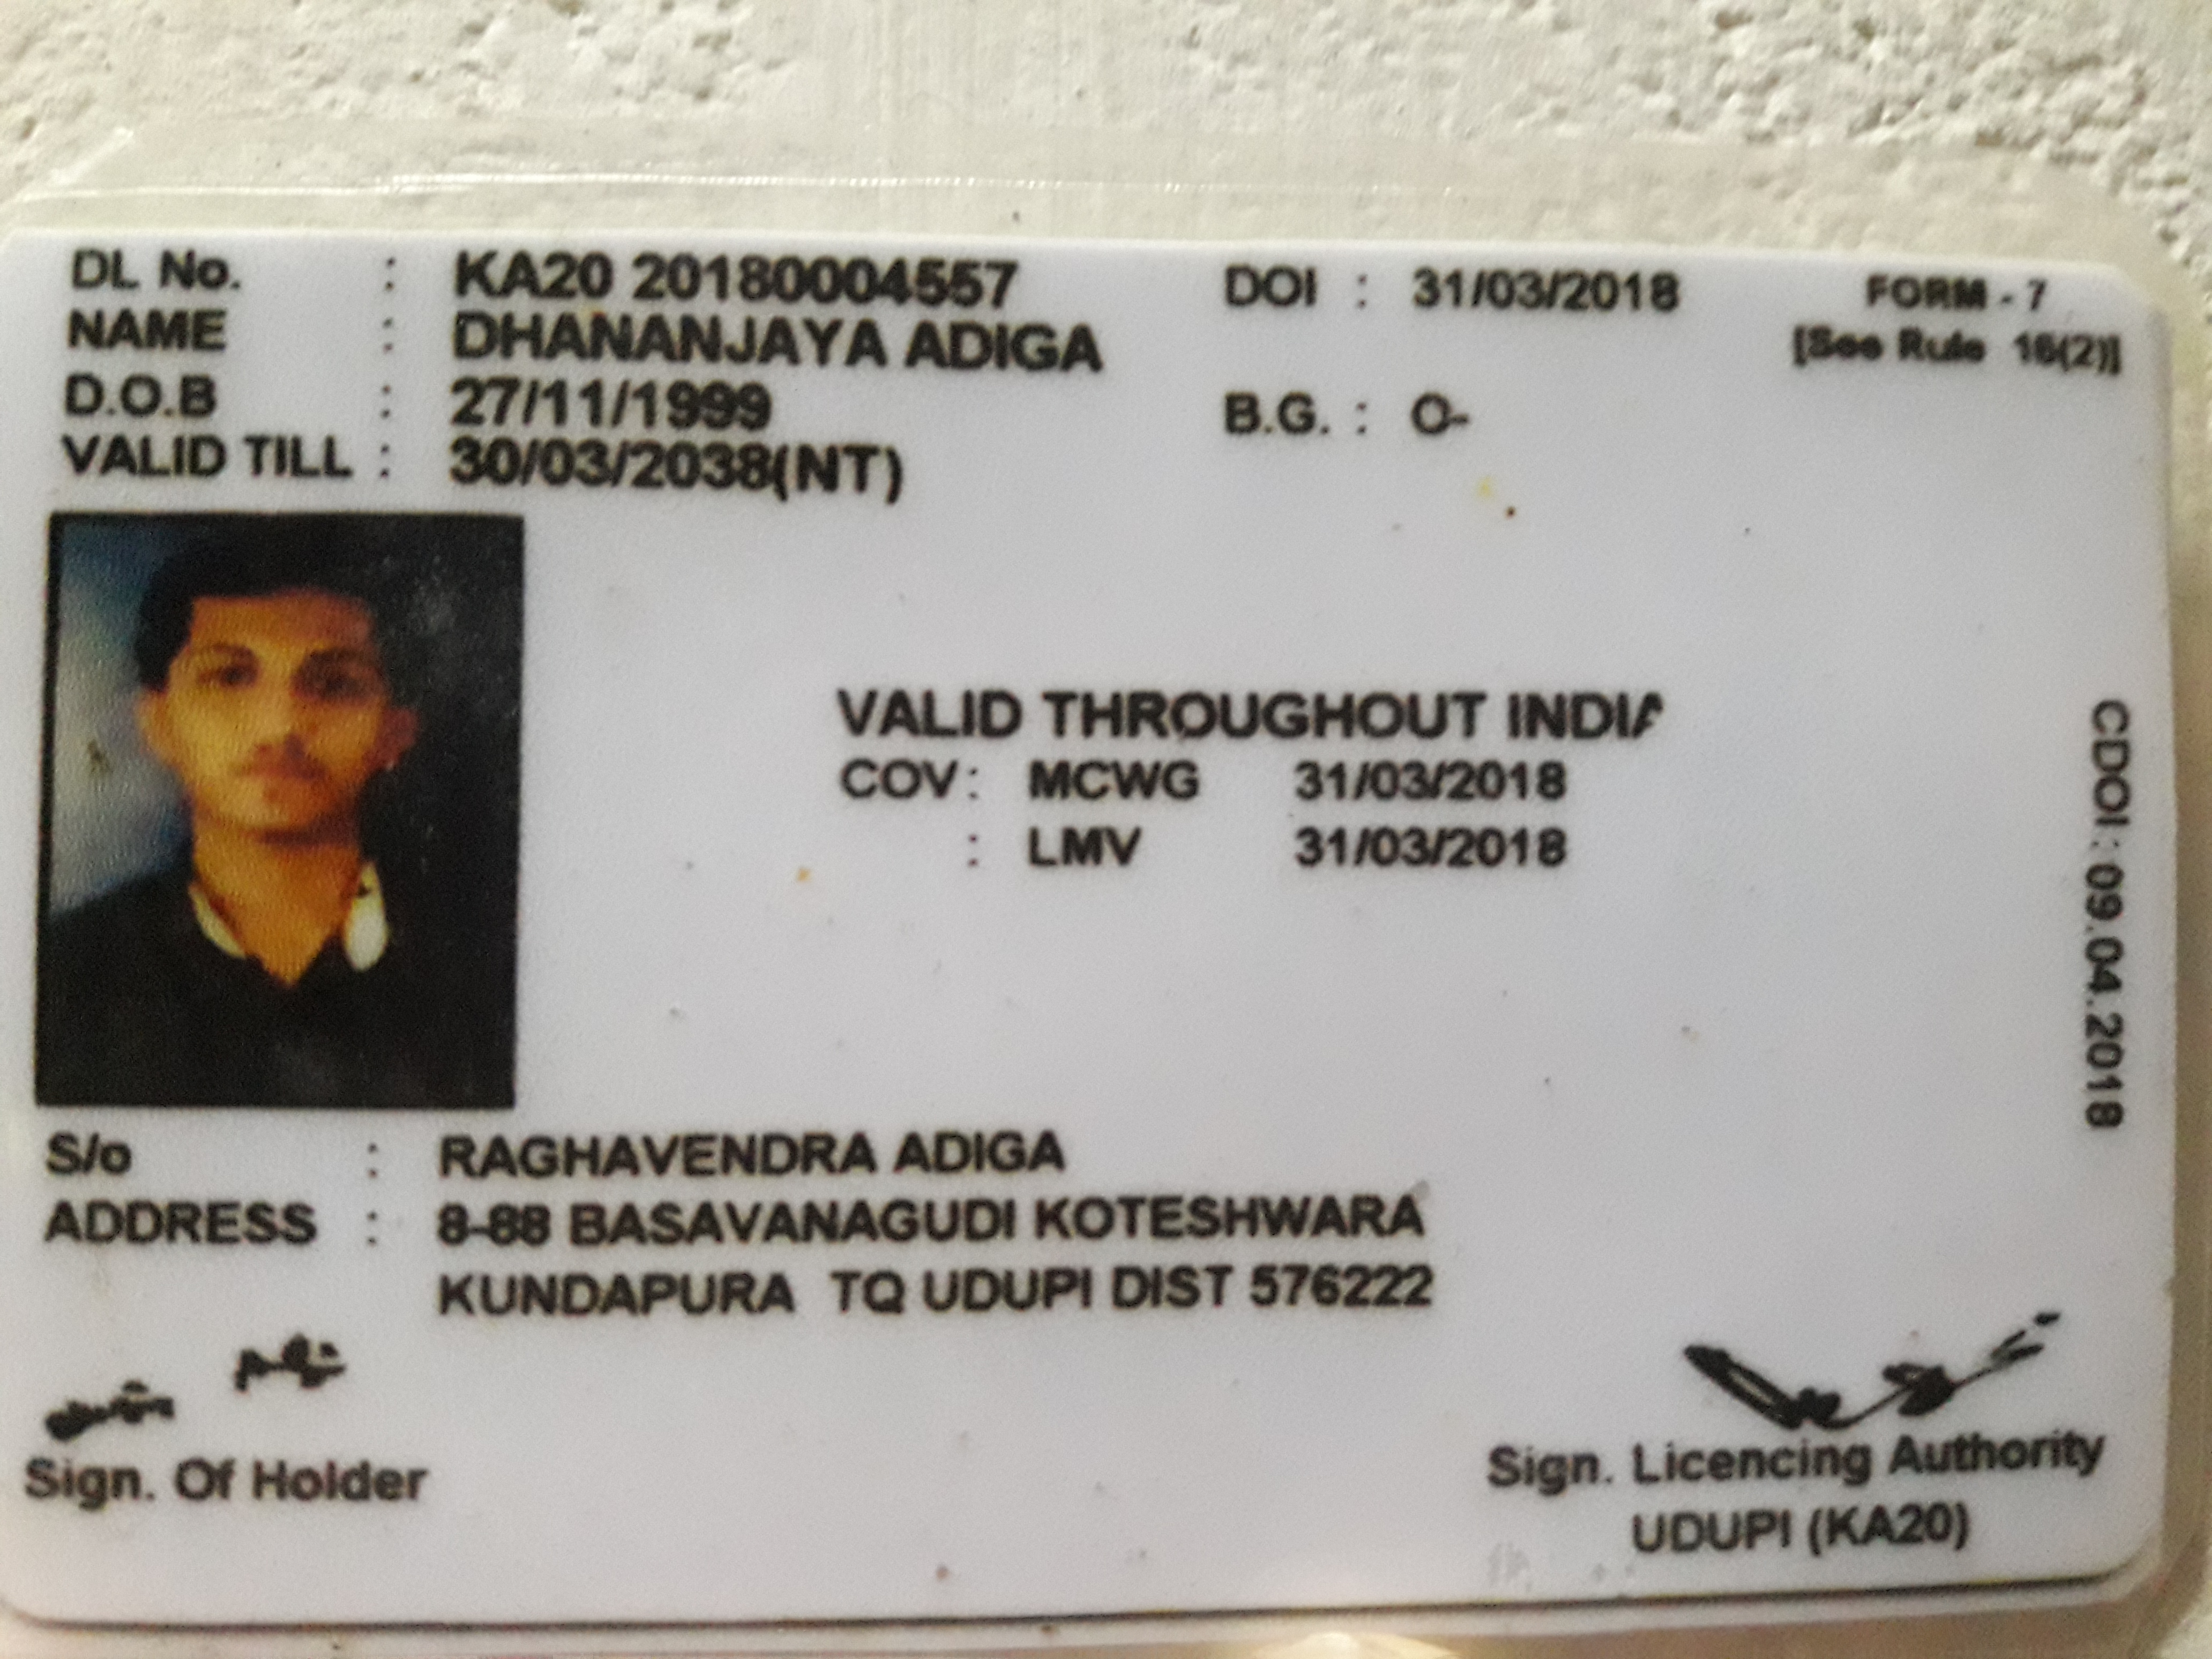 DL No. : KA20 20180004557 DOI : 31/03/2018 FORM - 7
NAME : DHANANJAYA ADIGA [See Rule 16(2)]
D.O.B : 27/11/1999 B.G. : O-
VALID TILL : 30/03/2038(NT)
VALID THROUGHOUT INDIA
COV : MCWG 31/03/2018
: LMV 31/03/2018
CDOI : 09.04.2018
S/o : RAGHAVENDRA ADIGA
ADDRESS : 8-88 BASAVANAGUDI KOTESHWARA
KUNDAPURA TQ UDUPI DIST 576222
Sign. Of Holder
Sign. Licencing Authority
UDUPI (KA20)